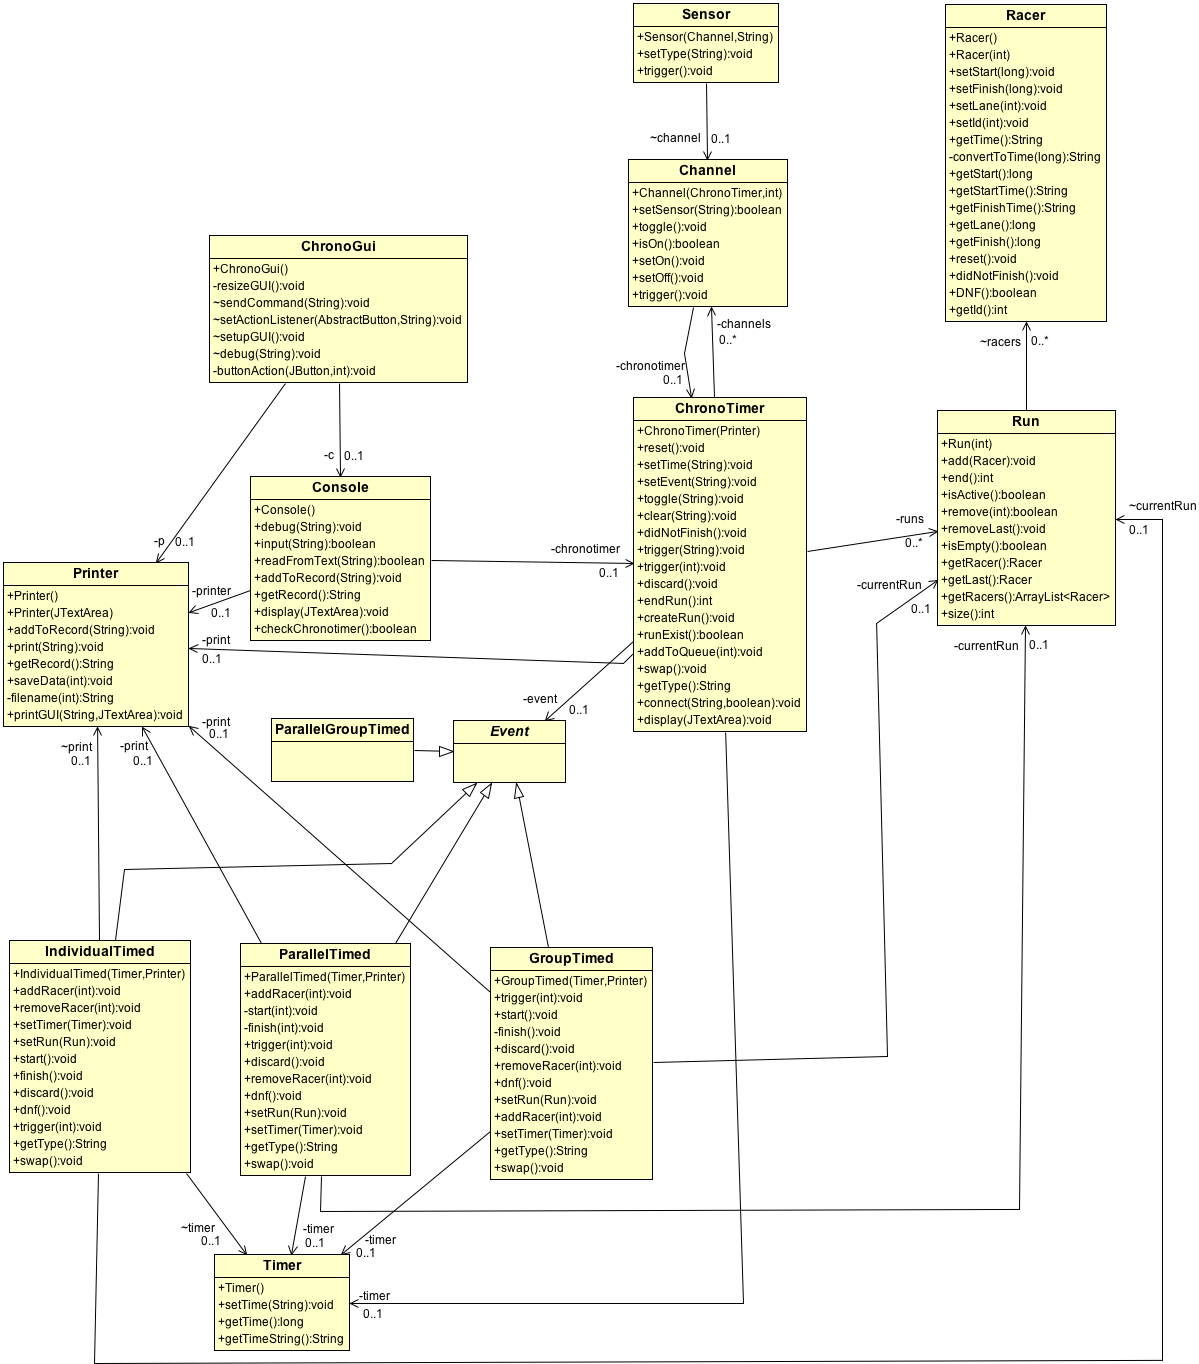 Sensor
+Sensor(Channel,String)
+setType(String):void
+trigger():void
Racer
+Racer()
+Racer(int)
+setStart(long):void
+setFinish(long):void
+setLane(int):void
+setId(int):void
+getTime():String
-convertToTime(long):String
+getStart():long
+getStartTime():String
+getFinishTime():String
+getLane():long
+getFinish():long
+reset():void
+didNotFinish():void
+DNF():boolean
+getId():int
~channel 0..1
Channel
+Channel(ChronoTimer,int)
+setSensor(String):boolean
+toggle():void
+isOn():boolean
+setOn():void
+setOff():void
+trigger():void
ChronoGui
+ChronoGui()
-resizeGUI():void
~sendCommand(String):void
~setActionListener(AbstractButton,String):void
~setupGUI():void
~debug(String):void
-buttonAction(JButton,int):void
-channels
0..*
~racers 0..*
-chronotimer
0..1
ChronoTimer
+ChronoTimer(Printer)
+reset():void
+setTime(String):void
+setEvent(String):void
+toggle(String):void
+clear(String):void
+didNotFinish():void
+trigger(String):void
+trigger(int):void
+discard():void
+endRun():int
+createRun():void
+runExist():boolean
+addToQueue(int):void
+swap():void
+getType():String
+connect(String,boolean):void
+display(JTextArea):void
Run
+Run(int)
+add(Racer):void
+end():int
+isActive():boolean
+remove(int):boolean
+removeLast():void
+isEmpty():boolean
+getRacer():Racer
+getLast():Racer
+getRacers():ArrayList<Racer>
+size():int
-c 0..1
Console
+Console()
+debug(String):void
+input(String):boolean
+readFromText(String):boolean
+addToRecord(String):void
+getRecord():String
+display(JTextArea):void
+checkChronotimer():boolean
~currentRun
0..1
-runs
0..*
-p 0..1
-chronotimer
0..1
Printer
+Printer()
+Printer(JTextArea)
+addToRecord(String):void
+print(String):void
+getRecord():String
+saveData(int):void
-filename(int):String
+printGUI(String,JTextArea):void
-printer
0..1
-currentRun
0..1
-print
0..1
-currentRun 0..1
-event
0..1
ParallelGroupTimed
Event
-print
0..1
~print
0..1
-print
0..1
IndividualTimed
+IndividualTimed(Timer,Printer)
+addRacer(int):void
+removeRacer(int):void
+setTimer(Timer):void
+setRun(Run):void
+start():void
+finish():void
+discard():void
+dnf():void
+trigger(int):void
+getType():String
+swap():void
ParallelTimed
+ParallelTimed(Timer,Printer)
+addRacer(int):void
-start(int):void
-finish(int):void
+trigger(int):void
+discard():void
+removeRacer(int):void
+dnf():void
+setRun(Run):void
+setTimer(Timer):void
+getType():String
+swap():void
GroupTimed
+GroupTimed(Timer,Printer)
+trigger(int):void
+start():void
-finish():void
+discard():void
+removeRacer(int):void
+dnf():void
+setRun(Run):void
+addRacer(int):void
+setTimer(Timer):void
+getType():String
+swap():void
~timer
0..1
-timer
0..1
-timer
0..1
Timer
+Timer()
+setTime(String):void
+getTime():long
+getTimeString():String
-timer
0..1